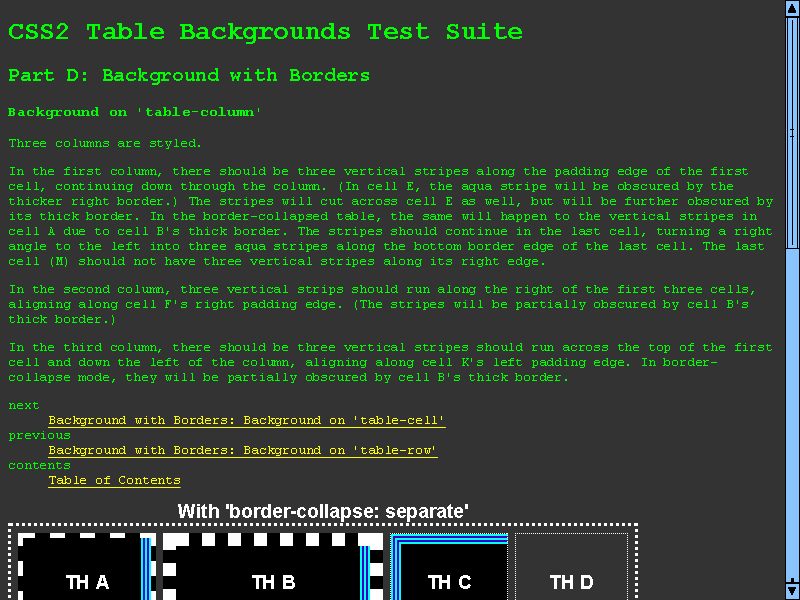 CSS2 Table Backgrounds Test Suite
Part D: Background with Borders
Background on 'table-column'
Three columns are styled.
In the first column, there should be three vertical stripes along the padding edge of the first
cell, continuing down through the column. (In cell E, the aqua stripe will be obscured by the
thicker right border.) The stripes will cut across cell E as well, but will be further obscured by
its thick border. In the border-collapsed table, the same will happen to the vertical stripes in
cell A due to cell B's thick border. The stripes should continue in the last cell, turning a right
angle to the left into three aqua stripes along the bottom border edge of the last cell. The last
cell (M) should not have three vertical stripes along its right edge.
In the second column, three vertical strips should run along the right of the first three cells,
aligning along cell F's right padding edge. (The stripes will be partially obscured by cell B's
thick border.)
In the third column, there should be three vertical stripes should run across the top of the first
cell and down the left of the column, aligning along cell K's left padding edge. In border-
collapse mode, they will be partially obscured by cell B's thick border.
next
Background with Borders: Background on 'table-cell'
previous
Background with Borders: Background on 'table-row'
contents
Table of Contents
With 'border-collapse: separate'
TH A TH B TH C TH D